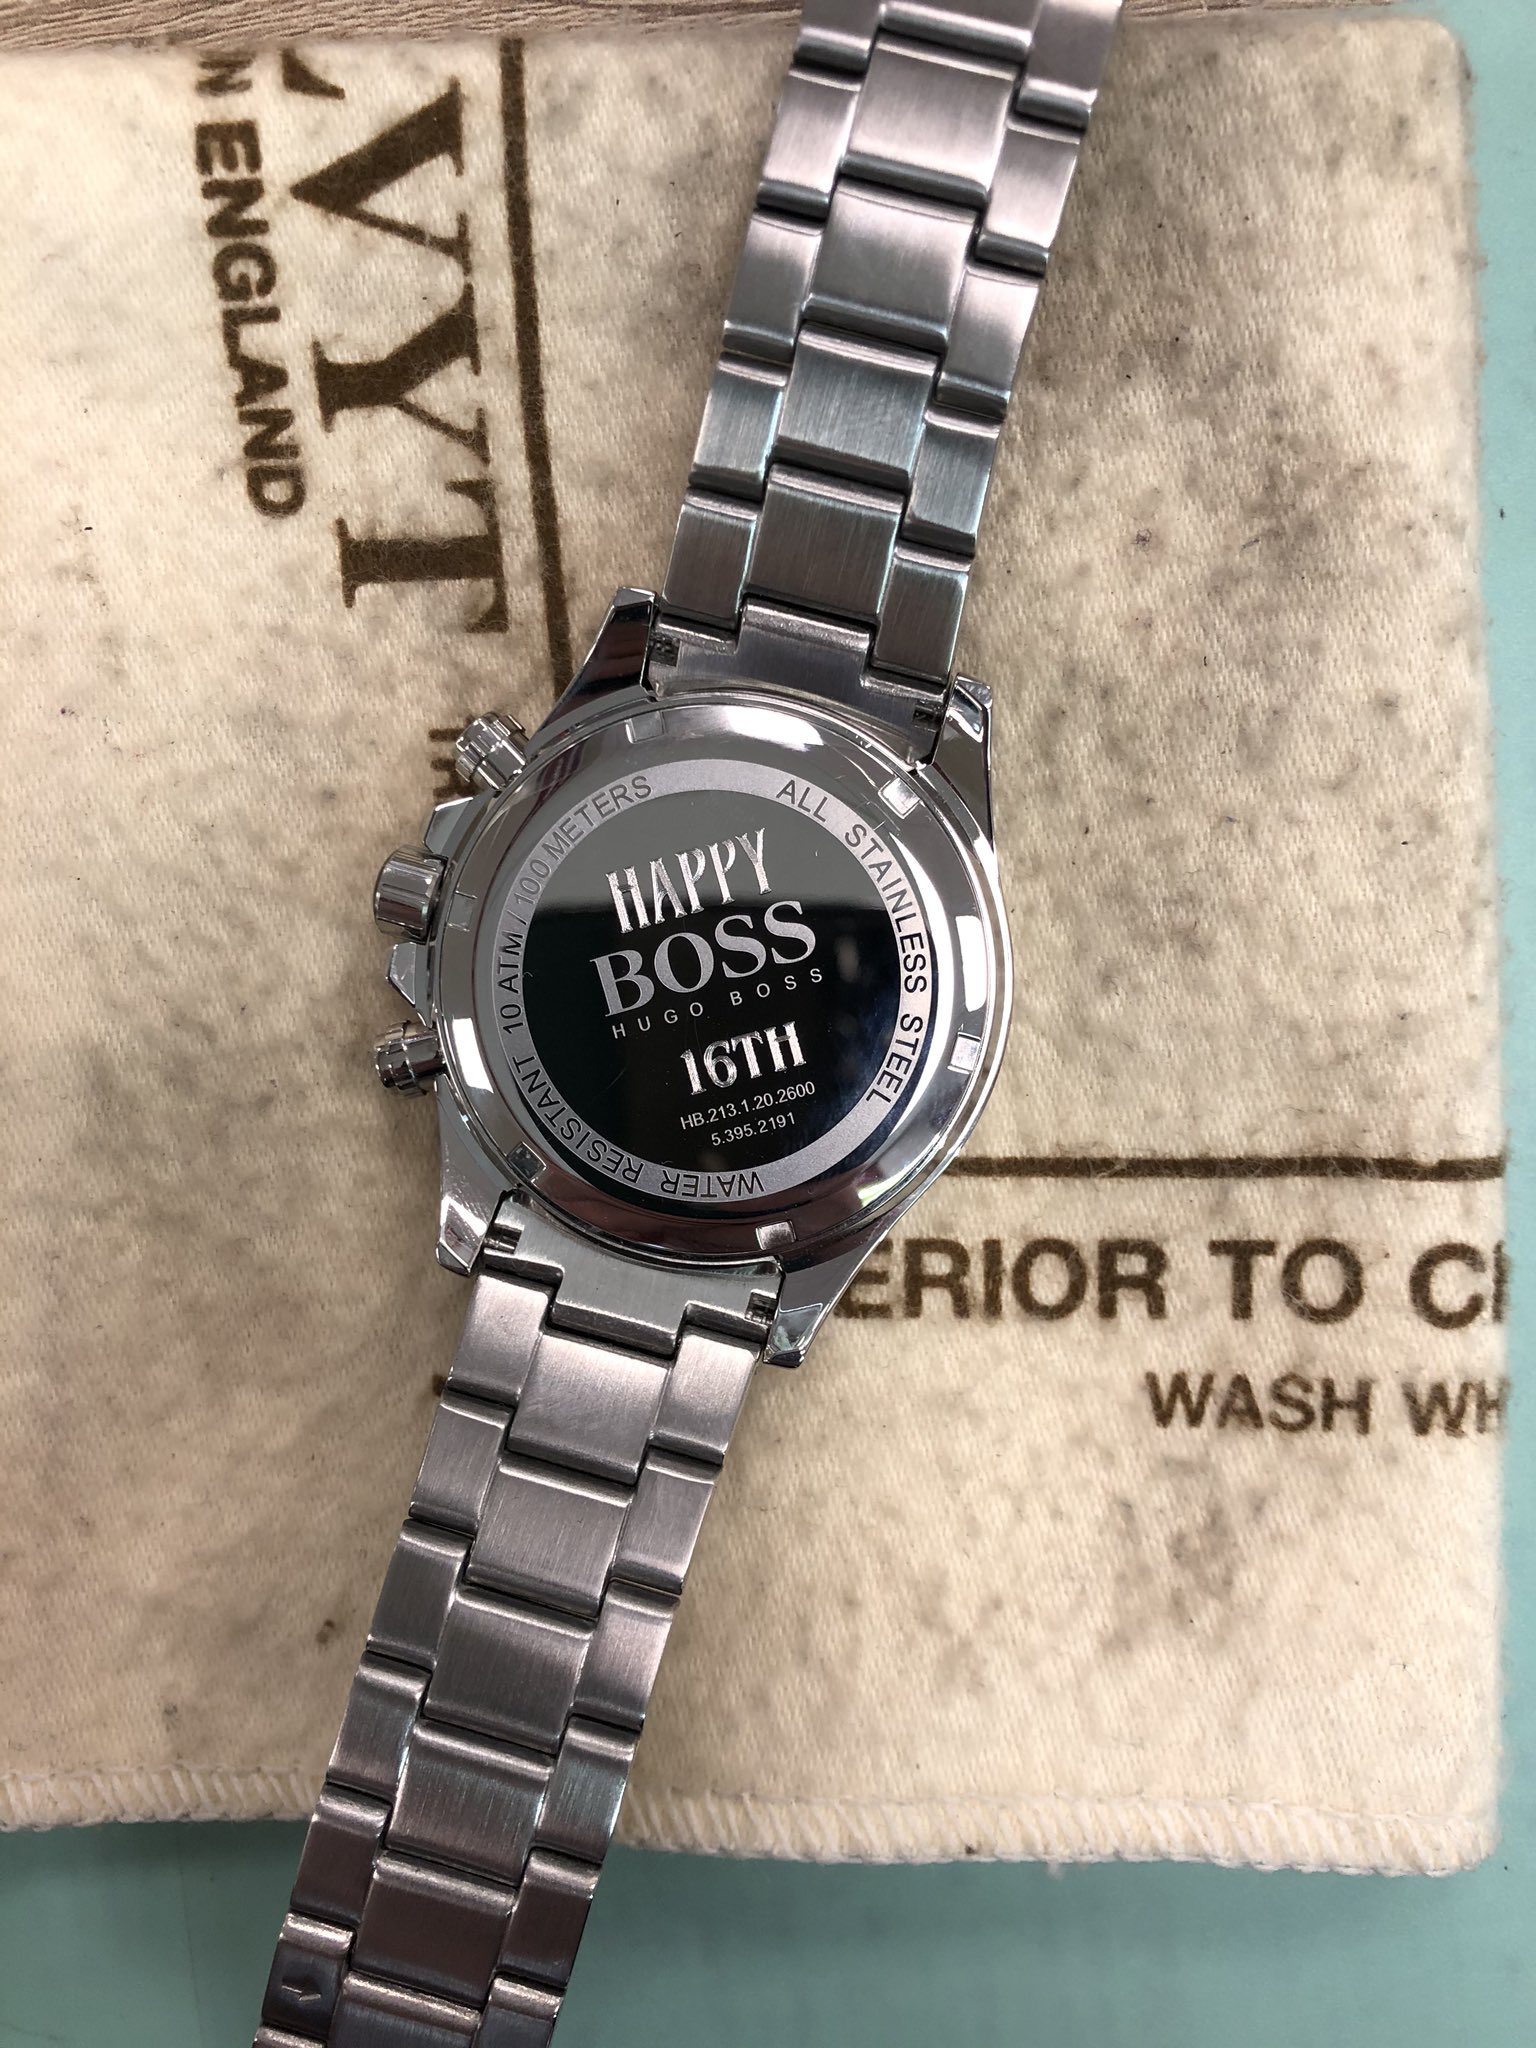 HAPPY
BOSS
HUGO BOSS
16TH
HB.213.1.20.2600
5.395.2191
ALL STAINLESS STEEL
WATER RESISTANT 10 ATM / 100 METERS
VYT
ENGLAND
ERIOR TO
WASH